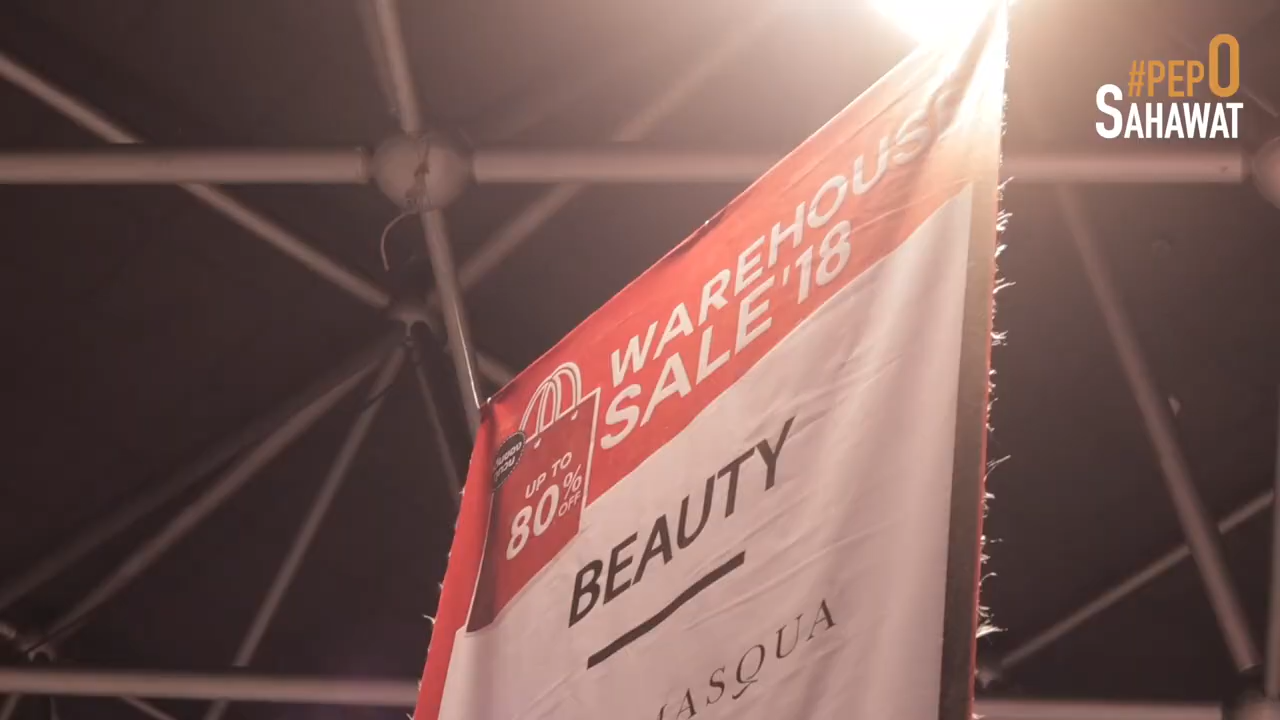 #PEPO
SAHAWAT
WAREHOUSE
SALE '18
UP TO
80%
OFF
BEAUTY